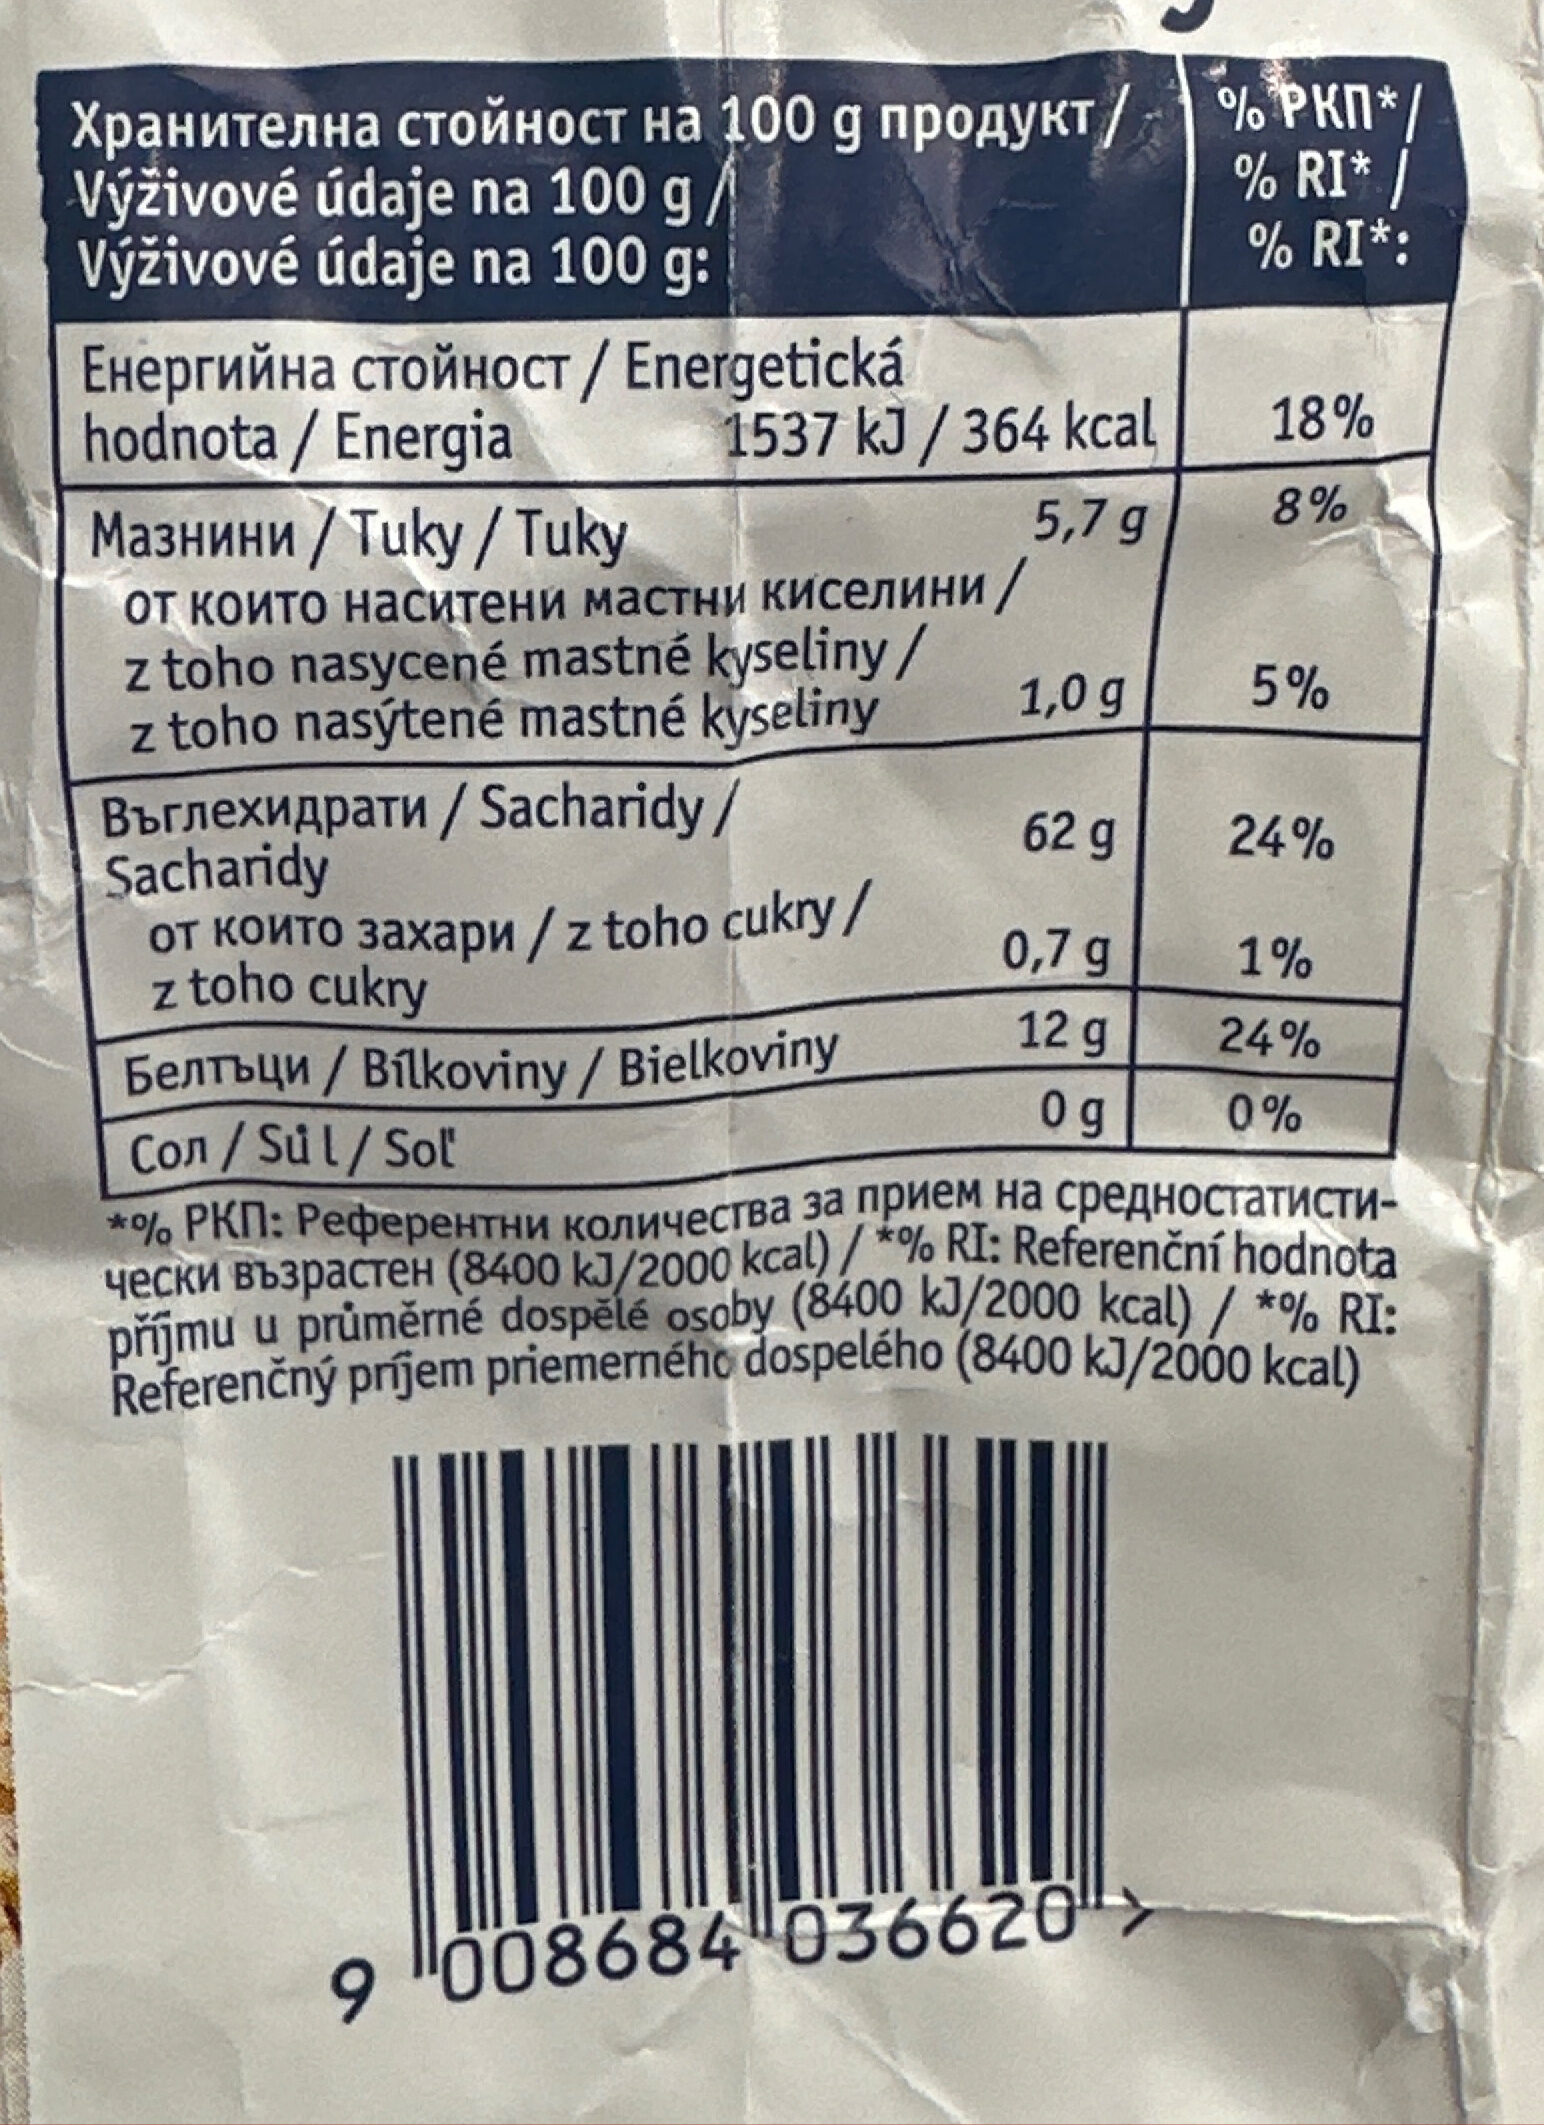 Хранителна стойност на 100 g продукт /
Výživové údaje na 100 g /
Výživové údaje na 100 g:
% РКП* /
% RI* /
% RI*:
Енергийна стойност / Energetická
hodnota / Energia 1537 kJ / 364 kcal 18%
Мазнини / Tuky / Tuky 5,7 g 8%
от които наситени мастни киселини /
z toho nasycené mastné kyseliny /
z toho nasýtené mastné kyseliny 1,0 g 5%
Въглехидрати / Sacharidy / 62 g 24%
Sacharidy
от които захари / z toho cukry / 0,7 g 1%
z toho cukry
Белтъци / Bílkoviny / Bielkoviny 12 g 24%
Сол / Sůl / Soľ 0 g 0%
*% РКП: Референтни количества за прием на средностатисти-
чески възрастен (8400 kJ/2000 kcal) / *% RI: Referenční hodnota
příjmu u průměrné dospělé osoby (8400 kJ/2000 kcal) / *% RI:
Referenčný príjem priemerného dospelého (8400 kJ/2000 kcal)
9 008684 036620 >